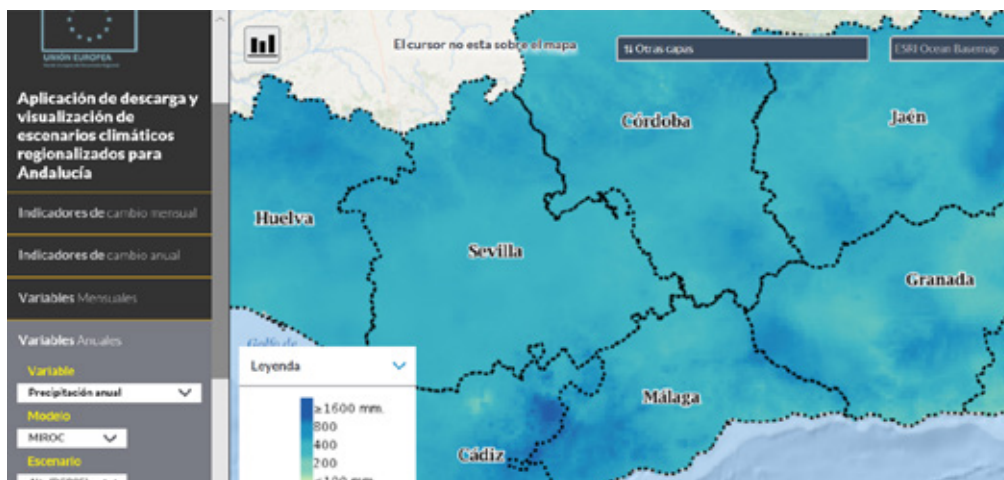 UNIÓN EUROPEA
Aplicación de descarga y
visualización de
escenarios climáticos
regionalizados para
Andalucía
Indicadores de cambio mensual
Indicadores de cambio anual
Variables Mensuales
Variables Anuales
Variable
Precipitación anual
Modelo
MIROC
Escenario
El cursor no esta sobre el mapa
Otras capas
ESRI Ocean Basemap
Córdoba
Jaén
Huelva
Sevilla
Granada
Golfo de
Málaga
Cádiz
Leyenda
≥1600 mm.
800
400
200